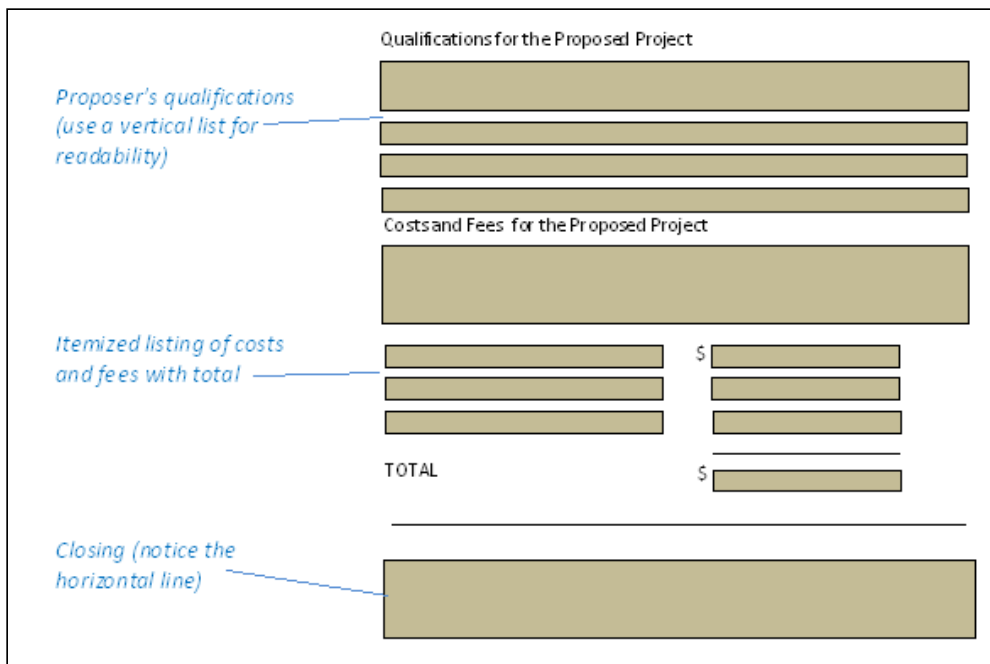 Qualifications for the Proposed Project
Proposer's qualifications
(use a vertical list for
readability)
Costs and Fees for the Proposed Project
Itemized listing of costs
and fees with total
$
TOTAL
$
Closing (notice the
horizontal line)